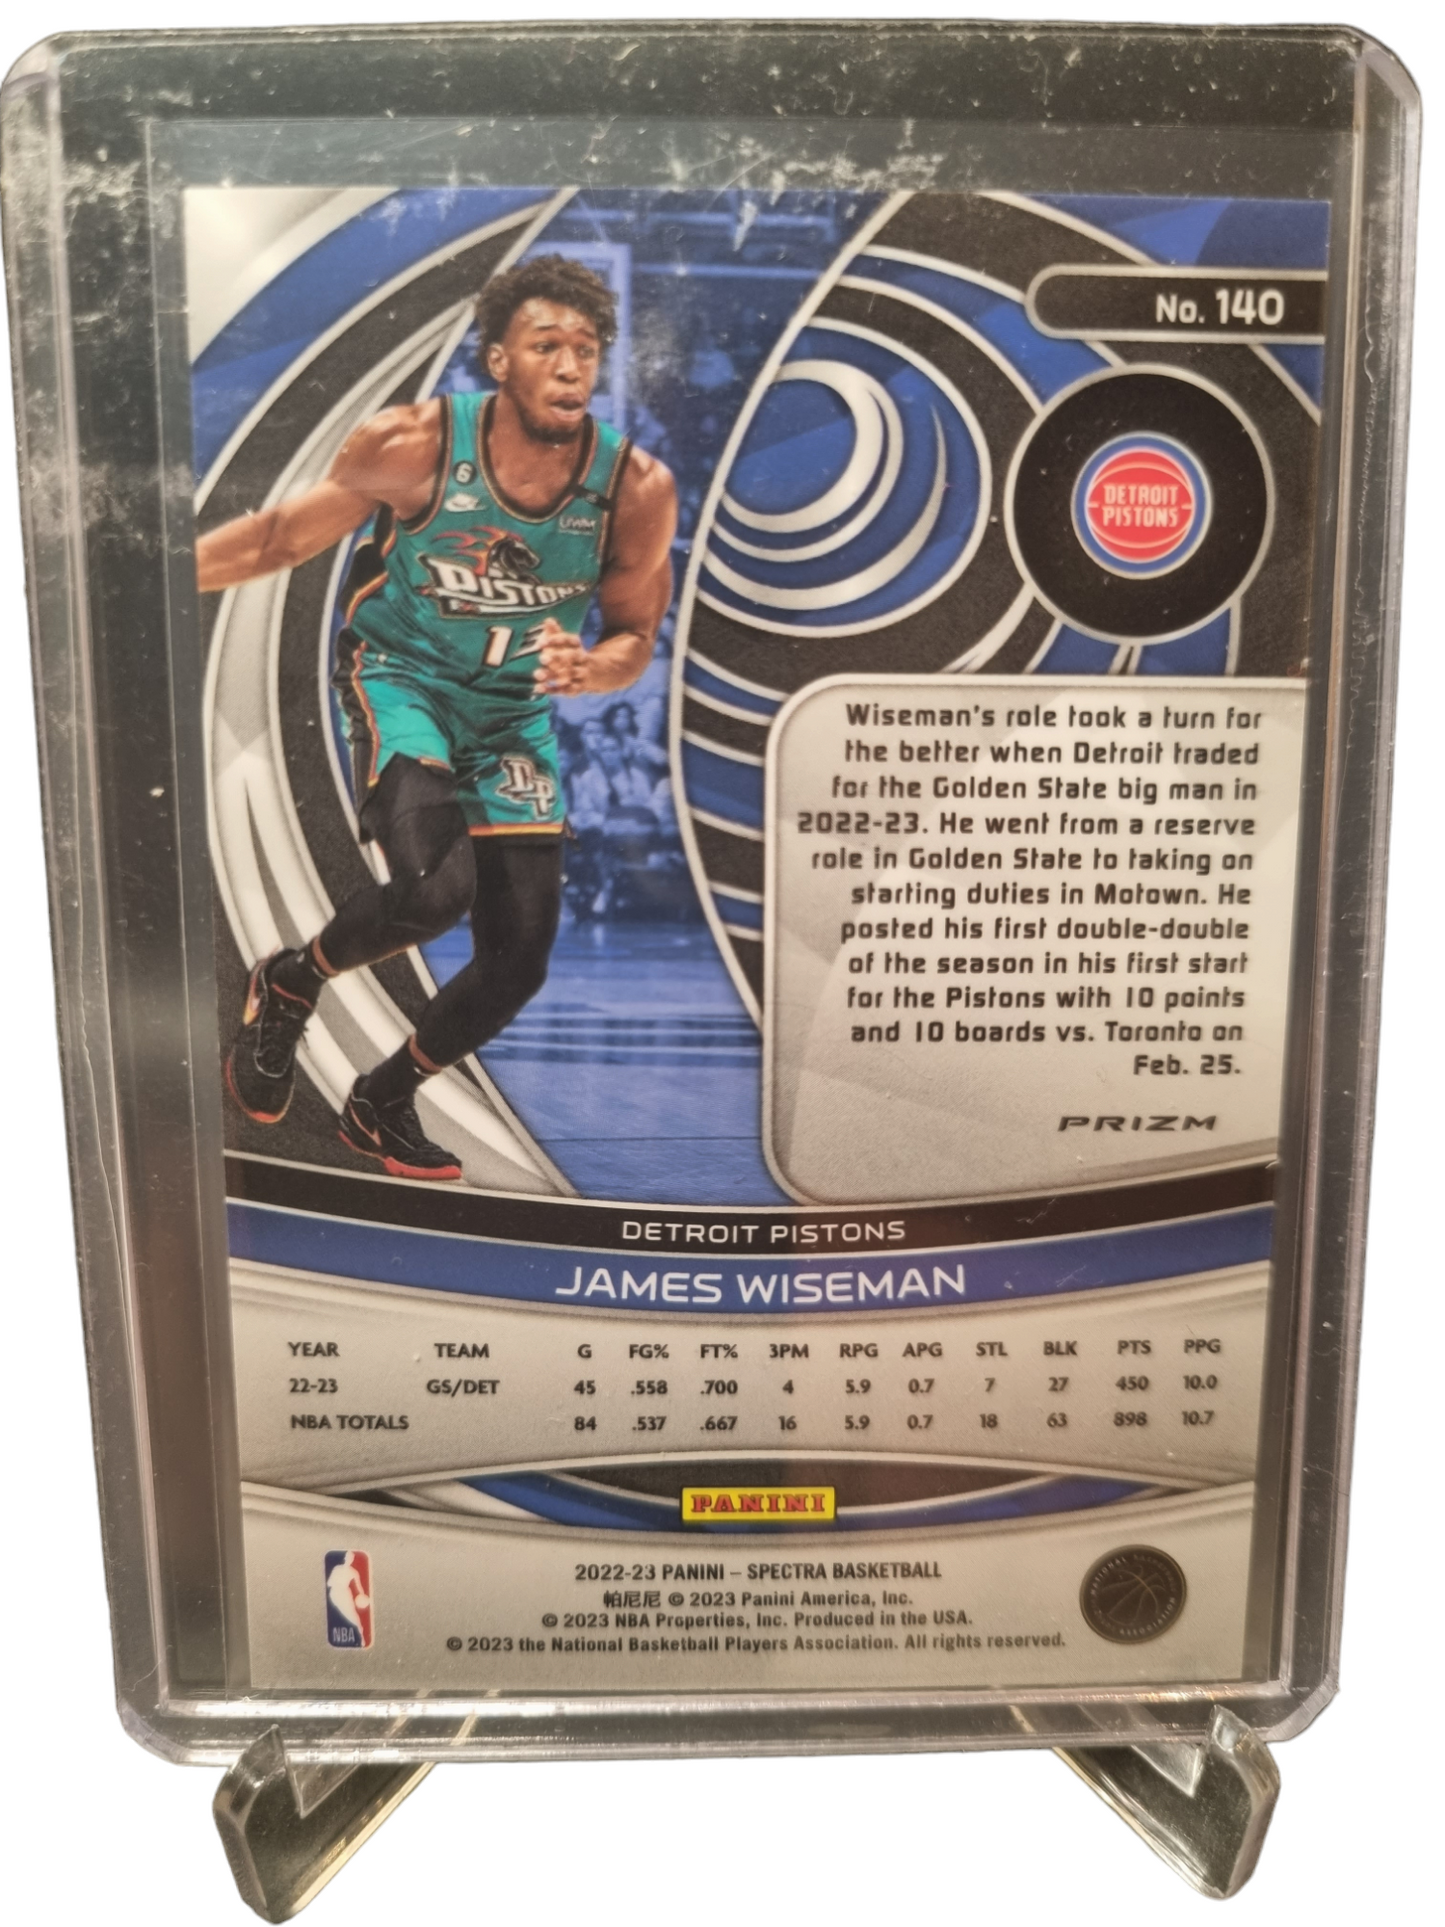 No. 140
DETROIT
PISTONS
6
PISTONS
13
DP
Wiseman's role took a turn for
the better when Detroit traded
for the Golden State big man in
2022-23. He went from a reserve
role in Golden State to taking on
starting duties in Motown. He
posted his first double-double
of the season in his first start
for the Pistons with 10 points
and 10 boards vs. Toronto on
Feb. 25.
PRIZM
DETROIT PISTONS
JAMES WISEMAN
YEAR TEAM G FG% FT% 3PM RPG APG STL BLK PTS PPG
22-23 GS/DET 45 .558 .700 4 5.9 0.7 7 27 450 10.0
NBA TOTALS 84 .537 .667 16 5.9 0.7 18 63 898 10.7
PANINI
2022-23 PANINI – SPECTRA BASKETBALL
帕尼尼 © 2023 Panini America, Inc.
© 2023 NBA Properties, Inc. Produced in the USA.
© 2023 the National Basketball Players Association. All rights reserved.
NBA
NATIONAL BASKETBALL PLAYERS ASSOCIATION